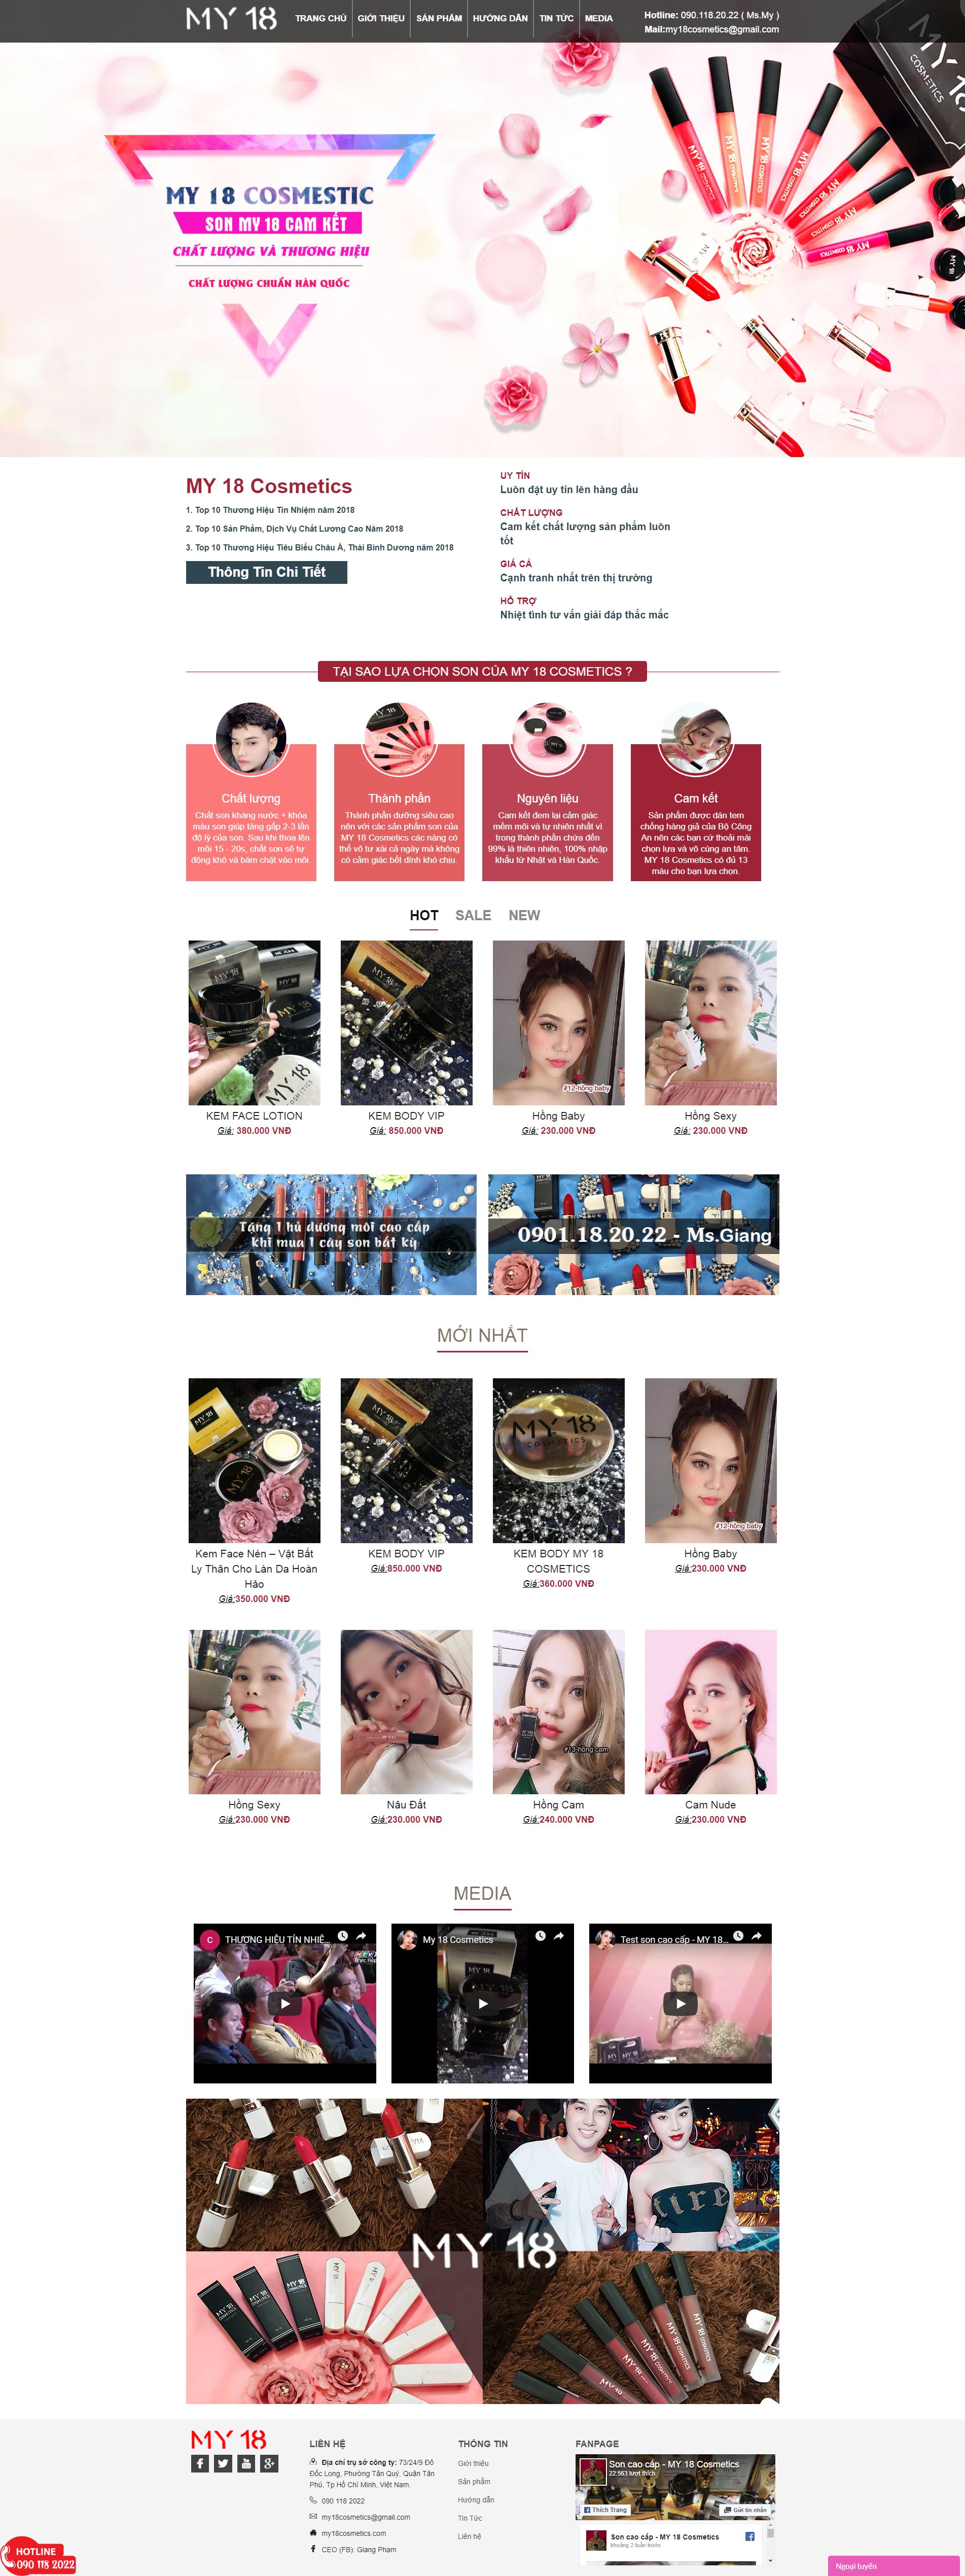 MY 18
TRANG CHỦ
GIỚI THIỆU
SẢN PHẨM
HƯỚNG DẪN
TIN TỨC
MEDIA
Hotline: 090.118.20.22 ( Ms.My )
Mail:my18cosmetics@gmail.com
MY 18 COSMESTIC
SON MY 18 CAM KẾT
CHẤT LƯỢNG VÀ THƯƠNG HIỆU
CHẤT LƯỢNG CHUẨN HÀN QUỐC
MY 18 Cosmetics
1. Top 10 Thương Hiệu Tín Nhiệm năm 2018
2. Top 10 Sản Phẩm, Dịch Vụ Chất Lượng Cao Năm 2018
3. Top 10 Thương Hiệu Tiêu Biểu Châu Á, Thái Bình Dương năm 2018
Thông Tin Chi Tiết
UY TÍN
Luôn đặt uy tín lên hàng đầu
CHẤT LƯỢNG
Cam kết chất lượng sản phẩm luôn
tốt
GIÁ CẢ
Cạnh tranh nhất trên thị trường
HỖ TRỢ
Nhiệt tình tư vấn giải đáp thắc mắc
TẠI SAO LỰA CHỌN SON CỦA MY 18 COSMETICS ?
Chất lượng
Chất son kháng nước + khóa
màu son giúp tăng gấp 2-3 lần
độ lỳ của son. Sau khi thoa lên
môi 15 - 20s, chất son sẽ tự
động khô và bám chặt vào môi.
Thành phần
Thành phần dưỡng siêu cao
nên với các sản phẩm son của
MY 18 Cosmetics các nàng có
thể vô tư xài cả ngày mà không
có cảm giác bết dính khó chịu.
Nguyên liệu
Cam kết đem lại cảm giác
mềm môi và tự nhiên nhất vì
trong thành phần chứa đến
99% là thiên nhiên, 100% nhập
khẩu từ Nhật và Hàn Quốc.
Cam kết
Sản phẩm được dán tem
chống hàng giả của Bộ Công
An nên các bạn cứ thoải mái
chọn lựa và vô cùng an tâm.
MY 18 Cosmetics có đủ 13
màu cho bạn lựa chọn.
HOT SALE NEW
#12-hồng baby
KEM FACE LOTION
Giá: 380.000 VNĐ
KEM BODY VIP
Giá: 850.000 VNĐ
Hồng Baby
Giá: 230.000 VNĐ
Hồng Sexy
Giá: 230.000 VNĐ
Tặng 1 hủ dưỡng môi cao cấp
khi mua 1 cây son bất kỳ
0901.18.20.22 - Ms.Giang
MỚI NHẤT
MY 18
COSMETICS
#12-hồng baby
Kem Face Nén – Vật Bất
Ly Thân Cho Làn Da Hoàn
Hảo
Giá:350.000 VNĐ
KEM BODY VIP
Giá:850.000 VNĐ
KEM BODY MY 18
COSMETICS
Giá:360.000 VNĐ
Hồng Baby
Giá:230.000 VNĐ
#13-hồng cam
Hồng Sexy
Giá:230.000 VNĐ
Nâu Đất
Giá:230.000 VNĐ
Hồng Cam
Giá:240.000 VNĐ
Cam Nude
Giá:230.000 VNĐ
MEDIA
THƯƠNG HIỆU TÍN NHIỆ...
My 18 Cosmetics
Test son cao cấp - MY 18...
MY 18
MY 18
LIÊN HỆ
Địa chỉ trụ sở công ty: 73/24/9 Đô
Đốc Long, Phường Tân Quý, Quận Tân
Phú, Tp Hồ Chí Minh, Việt Nam.
090 118 2022
my18cosmetics@gmail.com
my18cosmetics.com
CEO (FB): Giang Phạm
THÔNG TIN
Giới thiệu
Sản phẩm
Hướng dẫn
Tin Tức
Liên hệ
FANPAGE
Son cao cấp - MY 18 Cosmetics
22.563 lượt thích
Thích Trang
Gửi tin nhắn
Son cao cấp - MY 18 Cosmetics
khoảng 2 tuần trước
HOTLINE
090 118 2022
Ngoại tuyến